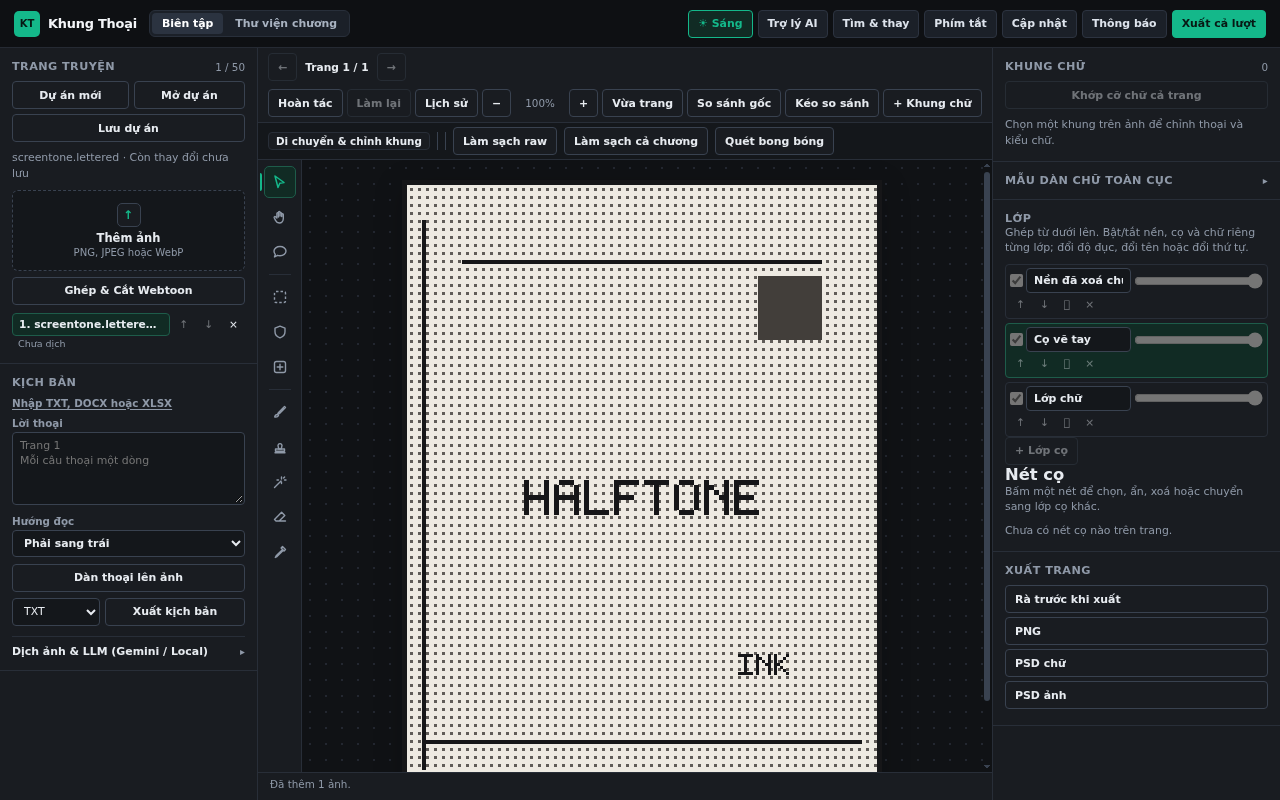 KT Khung Thoại Biên tập Thư viện chương ☀ Sáng Trợ lý AI Tìm & thay Phím tắt Cập nhật Thông báo Xuất cả lượt
TRANG TRUYỆN 1 / 50
Dự án mới Mở dự án
Lưu dự án
screentone.lettered · Còn thay đổi chưa
lưu
↑
Thêm ảnh
PNG, JPEG hoặc WebP
Ghép & Cắt Webtoon
1. screentone.lettere… ↑ ↓ ×
Chưa dịch
KỊCH BẢN
Nhập TXT, DOCX hoặc XLSX
Lời thoại
Trang 1
Mỗi câu thoại một dòng
Hướng đọc
Phải sang trái
Dàn thoại lên ảnh
TXT Xuất kịch bản
Dịch ảnh & LLM (Gemini / Local) ▸
← Trang 1 / 1 →
Hoàn tác Làm lại Lịch sử − 100% + Vừa trang So sánh gốc Kéo so sánh + Khung chữ
Di chuyển & chỉnh khung Làm sạch raw Làm sạch cả chương Quét bong bóng
HALFTONE
INK
Đã thêm 1 ảnh.
KHUNG CHỮ 0
Khớp cỡ chữ cả trang
Chọn một khung trên ảnh để chỉnh thoại và
kiểu chữ.
MẪU DÀN CHỮ TOÀN CỤC ▸
LỚP
Ghép từ dưới lên. Bật/tắt nền, cọ và chữ riêng
từng lớp; đổi độ đục, đổi tên hoặc đổi thứ tự.
Nền đã xoá
↑ ↓ ×
Cọ vẽ tay
↑ ↓ ×
Lớp chữ
↑ ↓ ×
+ Lớp cọ
Nét cọ
Bấm một nét để chọn, ẩn, xoá hoặc chuyển
sang lớp cọ khác.
Chưa có nét cọ nào trên trang.
XUẤT TRANG
Rà trước khi xuất
PNG
PSD chữ
PSD ảnh